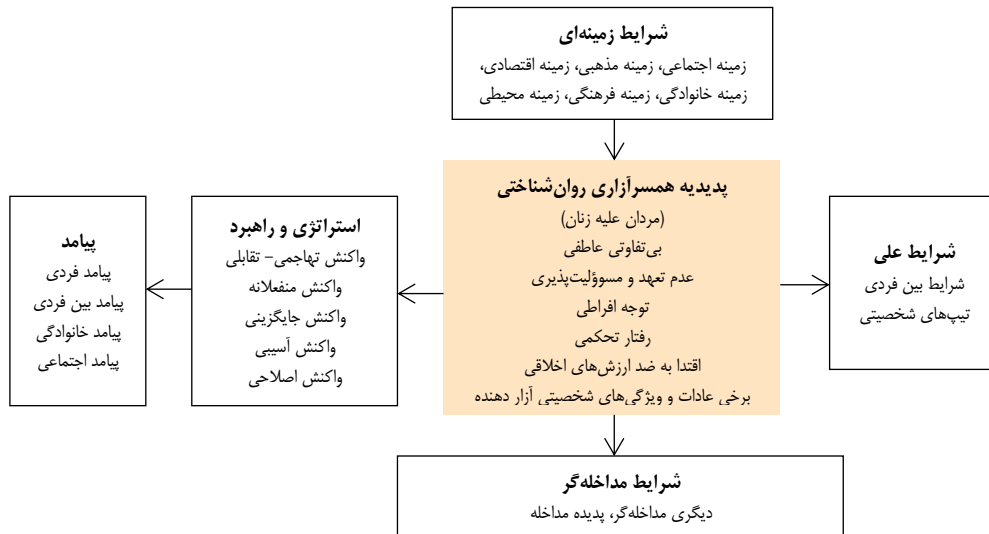 شرایط زمینه‌ای
زمینه اجتماعی، زمینه مذهبی، زمینه اقتصادی،
زمینه خانوادگی، زمینه فرهنگی، زمینه محیطی
شرایط علی
شرایط بین فردی
تیپ‌های شخصیتی
پدیدیه همسرآزاری روان‌شناختی
(مردان علیه زنان)
بی‌تفاوتی عاطفی
عدم تعهد و مسوؤلیت‌پذیری
توجه افراطی
رفتار تحکمی
اقتدا به ضد ارزش‌های اخلاقی
برخی عادات و ویژگی‌های شخصیتی آزار دهنده
استراتژی و راهبرد
واکنش تهاجمی- تقابلی
واکنش منفعلانه
واکنش جایگزینی
واکنش آسیبی
واکنش اصلاحی
پیامد
پیامد فردی
پیامد بین فردی
پیامد خانوادگی
پیامد اجتماعی
شرایط مداخله‌گر
دیگری مداخله‌گر، پدیده مداخله